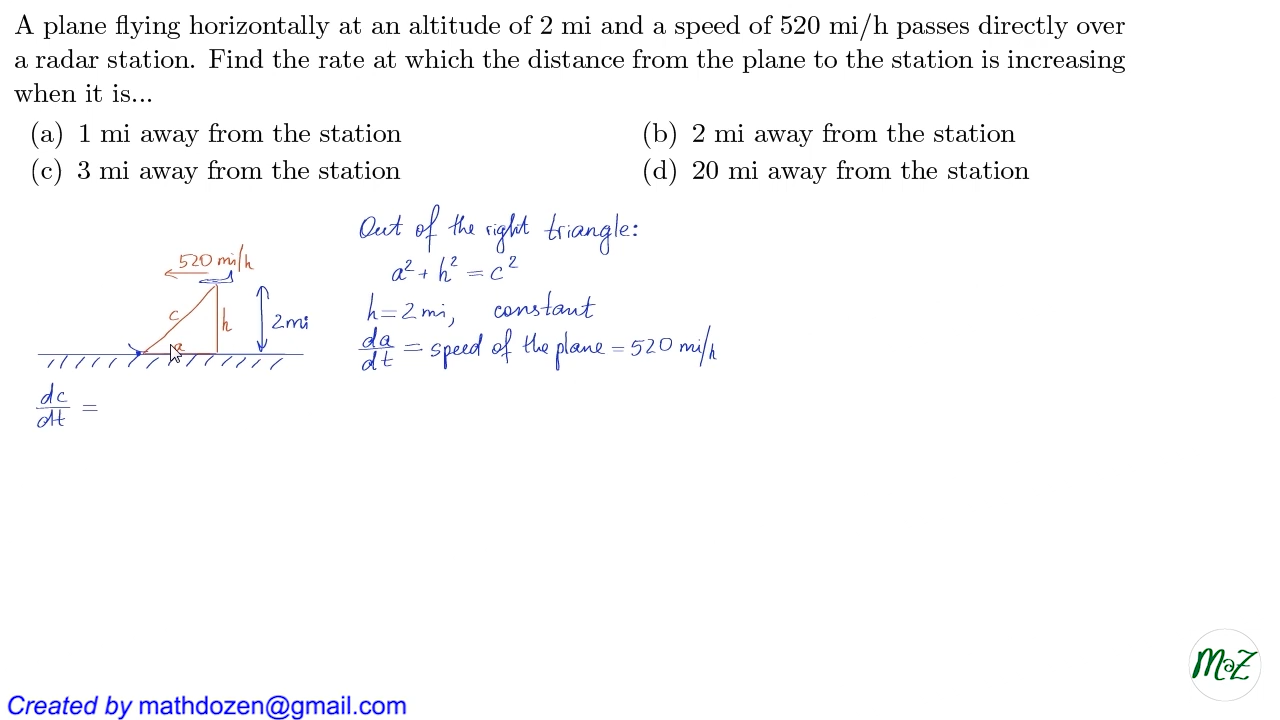 A plane flying horizontally at an altitude of 2 mi and a speed of 520 mi/h passes directly over
a radar station. Find the rate at which the distance from the plane to the station is increasing
when it is...
(a) 1 mi away from the station
(b) 2 mi away from the station
(c) 3 mi away from the station
(d) 20 mi away from the station
Out of the right triangle:
520 mi/h
a² + h² = c²
c
h
2mi
a
h = 2 mi, constant
da/dt = speed of the plane = 520 mi/h
dc/dt =
MaZ
Created by mathdozen@gmail.com